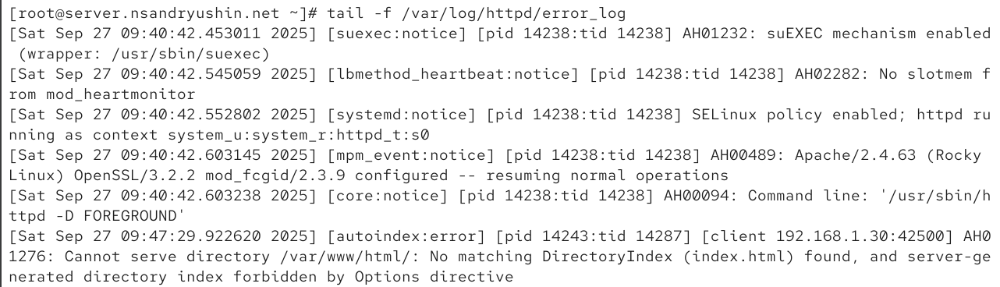 [root@server.nsandryushin.net ~]# tail -f /var/log/httpd/error_log
[Sat Sep 27 09:40:42.453011 2025] [suexec:notice] [pid 14238:tid 14238] AH01232: suEXEC mechanism enabled
 (wrapper: /usr/sbin/suexec)
[Sat Sep 27 09:40:42.545059 2025] [lbmethod_heartbeat:notice] [pid 14238:tid 14238] AH02282: No slotmem f
rom mod_heartmonitor
[Sat Sep 27 09:40:42.552802 2025] [systemd:notice] [pid 14238:tid 14238] SELinux policy enabled; httpd ru
nning as context system_u:system_r:httpd_t:s0
[Sat Sep 27 09:40:42.603145 2025] [mpm_event:notice] [pid 14238:tid 14238] AH00489: Apache/2.4.63 (Rocky
Linux) OpenSSL/3.2.2 mod_fcgid/2.3.9 configured -- resuming normal operations
[Sat Sep 27 09:40:42.603238 2025] [core:notice] [pid 14238:tid 14238] AH00094: Command line: '/usr/sbin/h
ttpd -D FOREGROUND'
[Sat Sep 27 09:47:29.922620 2025] [autoindex:error] [pid 14243:tid 14287] [client 192.168.1.30:42500] AH0
1276: Cannot serve directory /var/www/html/: No matching DirectoryIndex (index.html) found, and server-ge
nerated directory index forbidden by Options directive